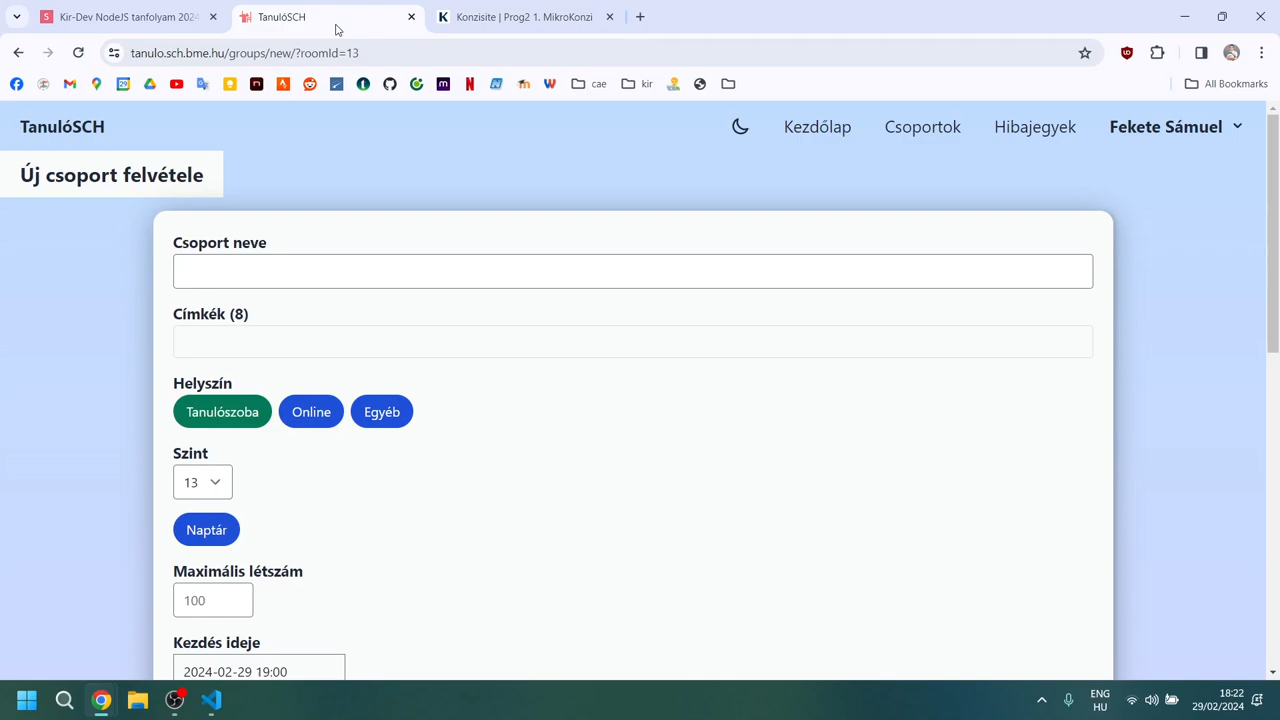 Kir-Dev NodeJS tanfolyam 2024
TanulóSCH
Konzisite | Prog2 1. MikroKonzi
tanulo.sch.bme.hu/groups/new/?roomId=13
cae
kir
All Bookmarks
TanulóSCH
Kezdőlap
Csoportok
Hibajegyek
Fekete Sámuel
Új csoport felvétele
Csoport neve
Címkék (8)
Helyszín
Tanulószoba
Online
Egyéb
Szint
13
Naptár
Maximális létszám
100
Kezdés ideje
2024-02-29 19:00
ENG
HU
18:22
29/02/2024